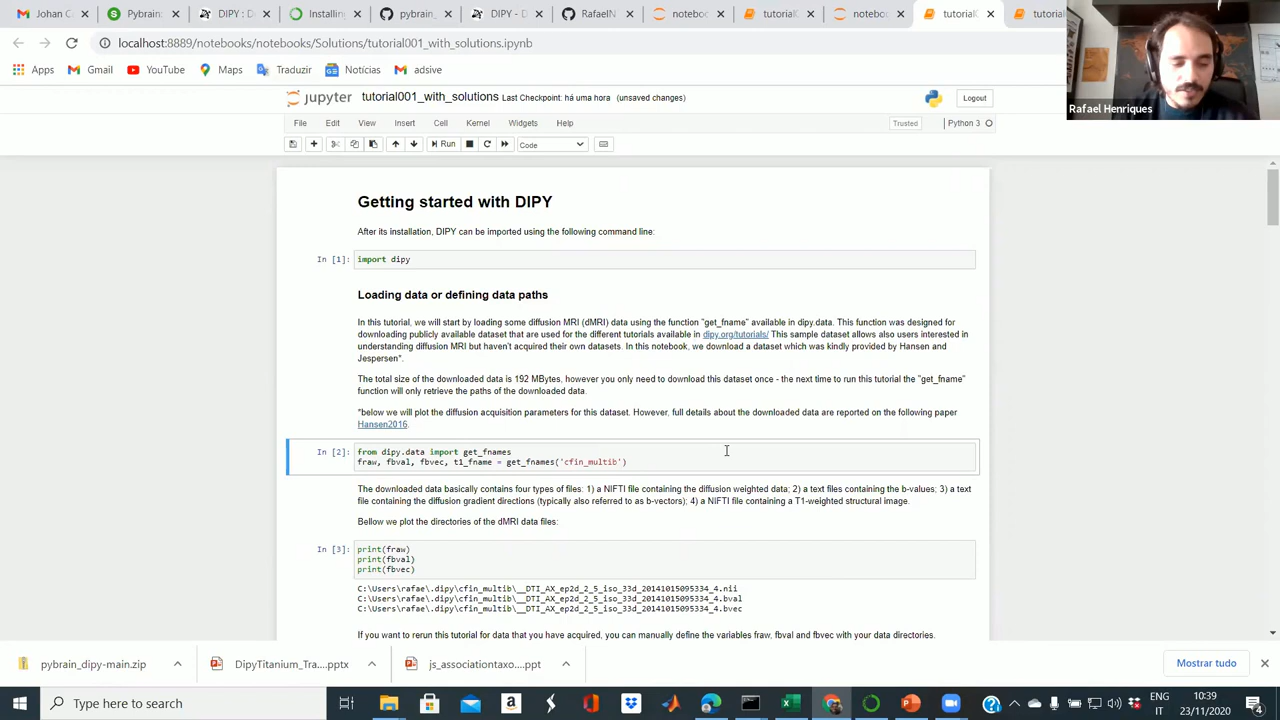 Johan C
Pybrain:
DIPY : D
Installing
pybrain
DIPY -
RafaelN
notebo
tutoriaL
notebo
tutoriaK
tutoria
localhost:8889/notebooks/notebooks/Solutions/tutorial001_with_solutions.ipynb
Apps Gmail YouTube Maps Traduzir Notícias adsive
Rafael Henriques
jupyter tutorial001_with_solutions Last Checkpoint: há uma hora (unsaved changes)
Logout
File Edit View Insert Cell Kernel Widgets Help
Trusted Python 3
Run Code
Getting started with DIPY
After its installation, DIPY can be imported using the following command line:
In [1]: import dipy
Loading data or defining data paths
In this tutorial, we will start by loading some diffusion MRI (dMRI) data using the function "get_fname" available in dipy.data. This function was designed for
downloading publicly available dataset that are used for the different tutorials available in dipy.org/tutorials/ This sample dataset allows also users interested in
understanding diffusion MRI but haven't acquired their own datasets. In this notebook, we download a dataset which was kindly provided by Hansen and
Jespersen*.
The total size of the downloaded data is 192 MBytes, however you only need to download this dataset once - the next time to run this tutorial the "get_fname"
function will only retrieve the paths of the downloaded data.
*below we will plot the diffusion acquisition parameters for this dataset. However, full details about the downloaded data are reported on the following paper
Hansen2016.
In [2]: from dipy.data import get_fnames
fraw, fbval, fbvec, t1_fname = get_fnames('cfin_multib')
The downloaded data basically contains four types of files: 1) a NIFTI file containing the diffusion weighted data; 2) a text files containing the b-values; 3) a text
file containing the diffusion gradient directions (typically also referred to as b-vectors); 4) a NIFTI file containing a T1-weighted structural image.
Bellow we plot the directories of the dMRI data files:
In [3]: print(fraw)
print(fbval)
print(fbvec)
C:\Users\rafae\.dipy\cfin_multib\__DTI_AX_ep2d_2_5_iso_33d_20141015095334_4.nii
C:\Users\rafae\.dipy\cfin_multib\__DTI_AX_ep2d_2_5_iso_33d_20141015095334_4.bval
C:\Users\rafae\.dipy\cfin_multib\__DTI_AX_ep2d_2_5_iso_33d_20141015095334_4.bvec
If you want to rerun this tutorial for data that you have acquired, you can manually define the variables fraw, fbval and fbvec with your data directories.
pybrain_dipy-main.zip
DipyTitanium_Tra....pptx
js_associationtaxo....ppt
Mostrar tudo
Type here to search
ENG
IT
10:39
23/11/2020
4